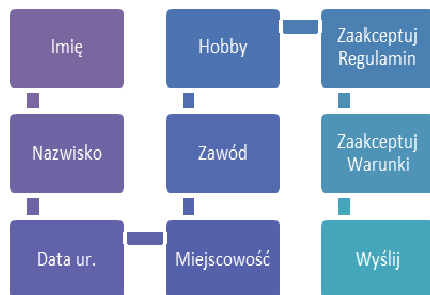 Imię
Nazwisko
Data ur.
Miejscowość
Zawód
Hobby
Zaakceptuj
Regulamin
Zaakceptuj
Warunki
Wyślij